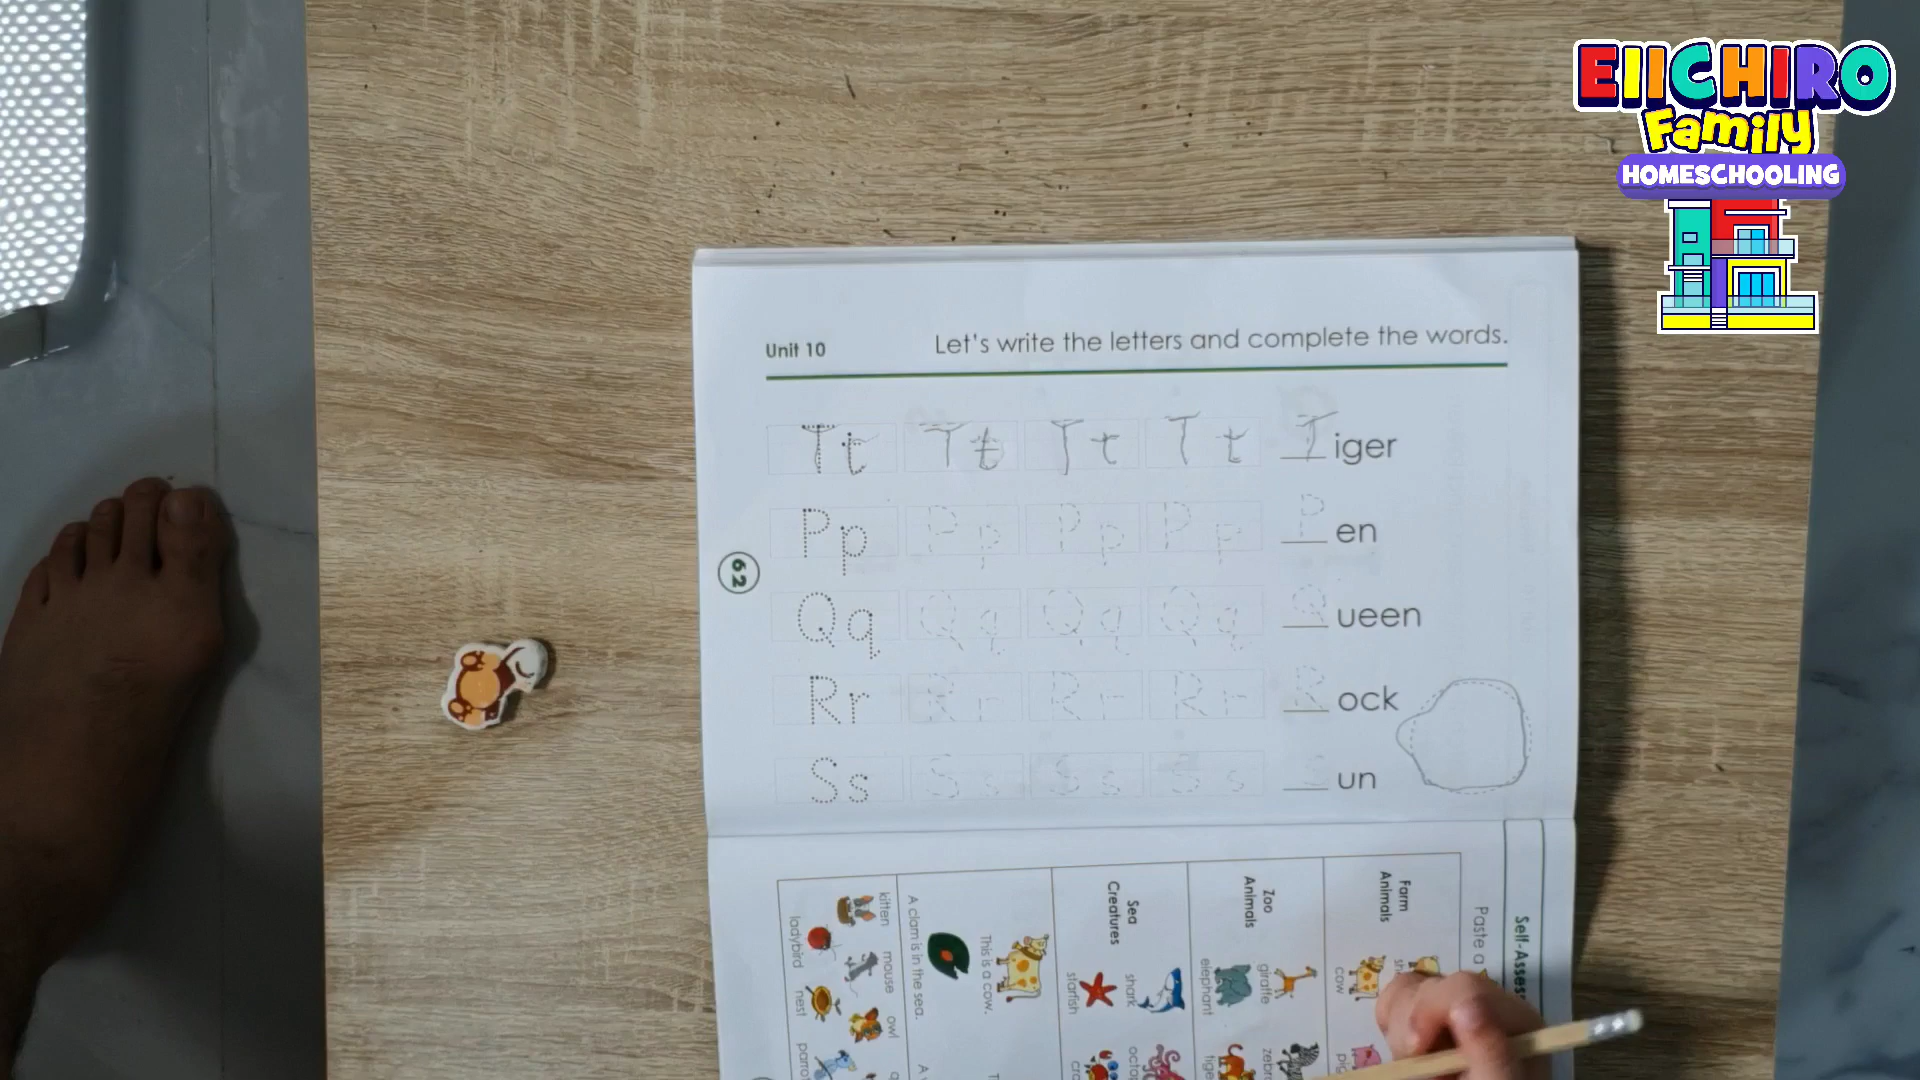 EIICHIRO
Family
HOMESCHOOLING
Unit 10
Let's write the letters and complete the words.
Tt Tt Tt Tt Tiger
Pp Pp Pp Pp Pen
Qq Qq Qq Qq Queen
Rr Rr Rr Rr Rock
Ss Ss Ss Ss Sun
62
Paste a
Farm Animals
cow
Zoo Animals
giraffe
elephant
Sea Creatures
shark
starfish
This is a cow.
A clam is in the sea.
kitten mouse owl
ladybird nest